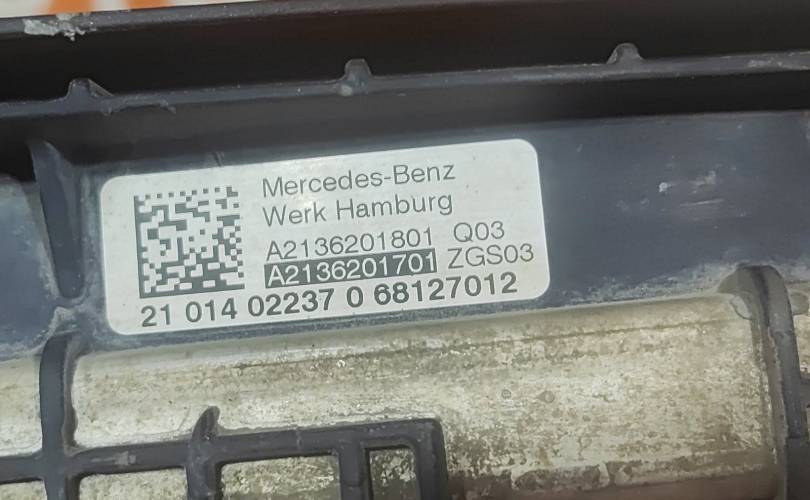 Mercedes-Benz
Werk Hamburg
A2136201801 Q03
A2136201701 ZGS03
21 014 02237 0 68127012